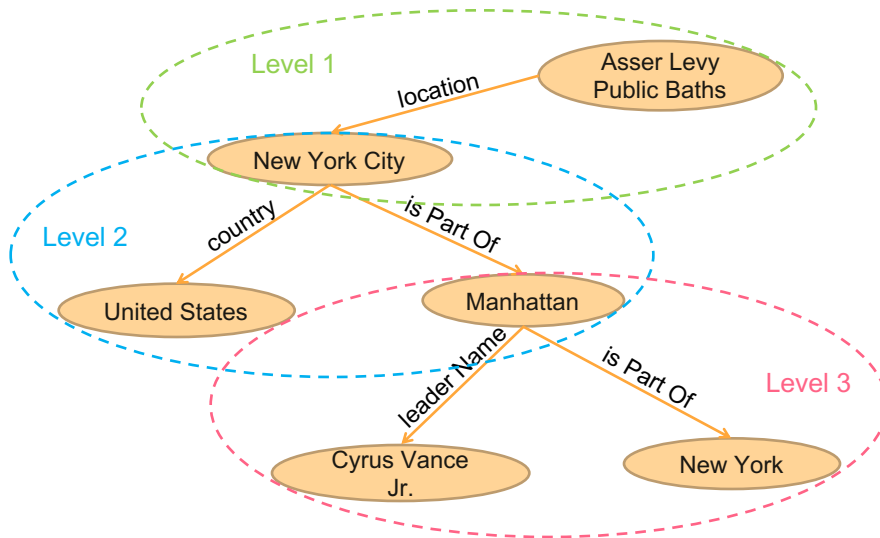 Level 1
Asser Levy
Public Baths
location
New York City
Level 2
country
is Part Of
United States
Manhattan
leader Name
is Part Of
Level 3
Cyrus Vance
Jr.
New York